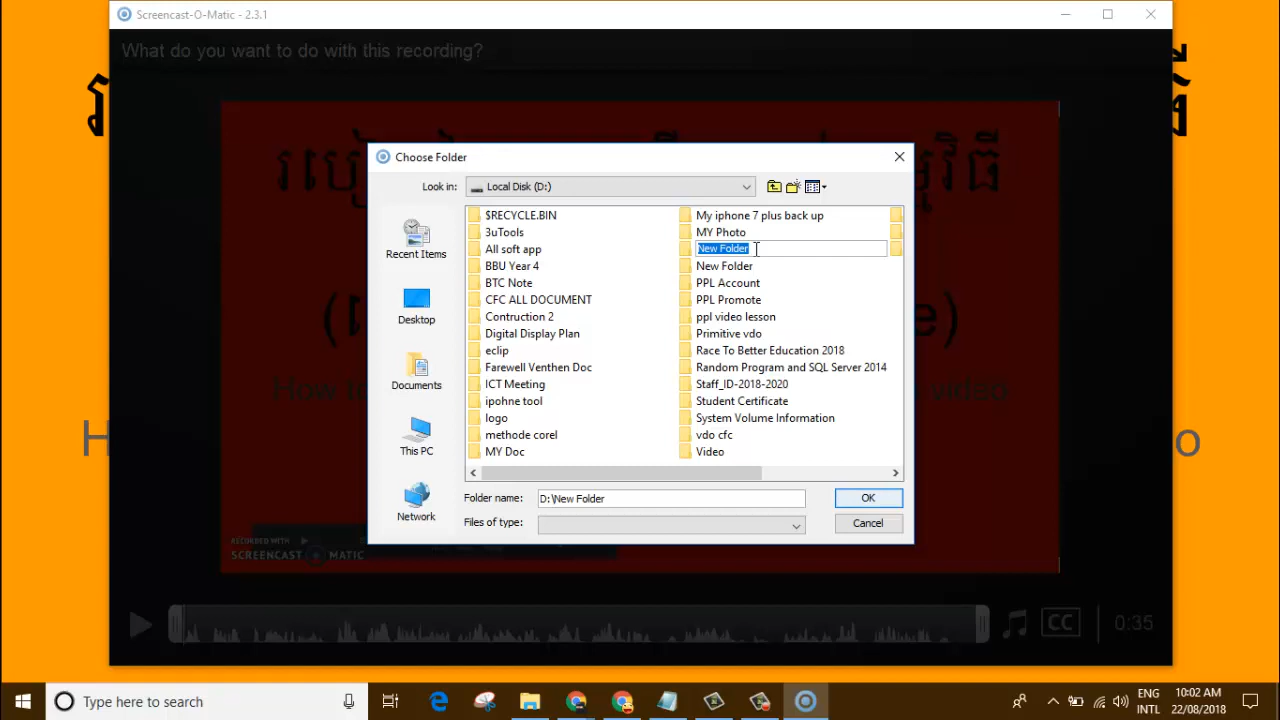 Screencast-O-Matic - 2.3.1
What do you want to do with this recording?
Choose Folder
Look in:
Local Disk (D:)
Recent Items
Desktop
Documents
This PC
Network
$RECYCLE.BIN
3uTools
All soft app
BBU Year 4
BTC Note
CFC ALL DOCUMENT
Contruction 2
Digital Display Plan
eclip
Farewell Venthen Doc
ICT Meeting
ipohne tool
logo
methode corel
MY Doc
My iphone 7 plus back up
MY Photo
New Folder
New Folder
PPL Account
PPL Promote
ppl video lesson
Primitive vdo
Race To Better Education 2018
Random Program and SQL Server 2014
Staff_ID-2018-2020
Student Certificate
System Volume Information
vdo cfc
Video
Folder name:
D:\New Folder
OK
Files of type:
Cancel
How to
video
RECORDED WITH
SCREENCAST MATIC
CC
0:35
Type here to search
ENG
INTL
10:02 AM
22/08/2018